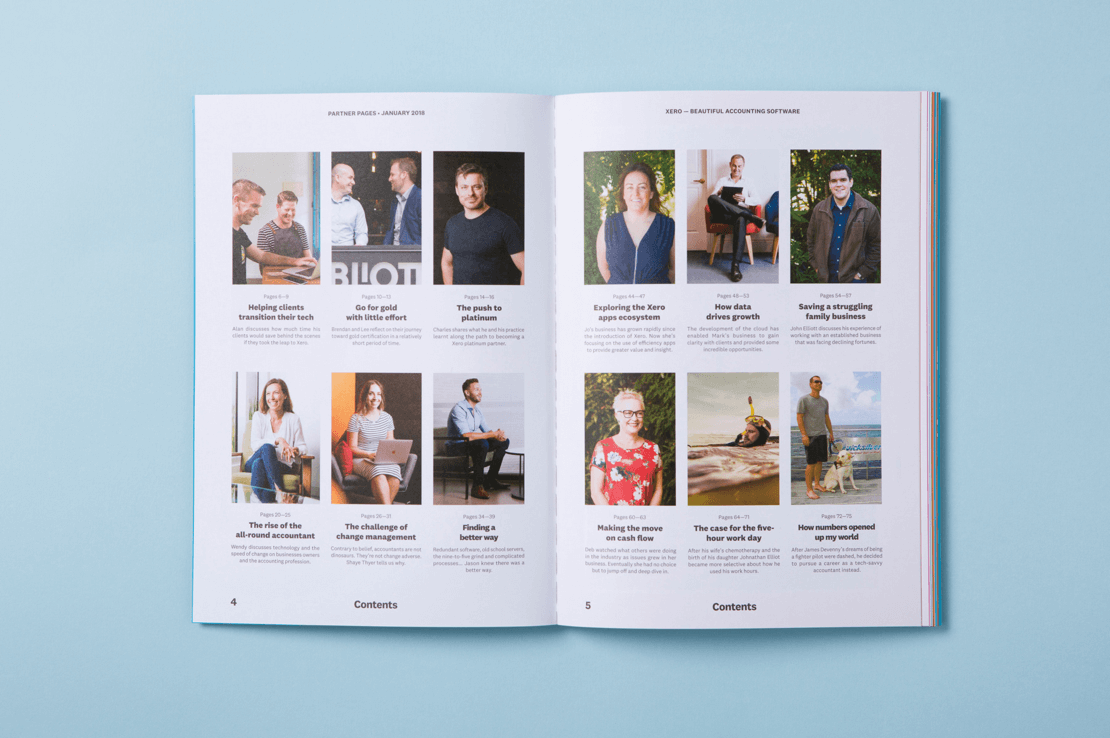 PARTNER PAGES • JANUARY 2018
BLIOTI
Pages 6—9
Helping clients
transition their tech
Alan discusses how much time his
clients would save behind the scenes
if they took the leap to Xero.
Pages 10—13
Go for gold
with little effort
Brendan and Lee reflect on their journey
toward gold certification in a relatively
short period of time.
Pages 14—18
The push to
platinum
Charles shares what he and his practice
learnt along the path to becoming a
Xero platinum partner.
Pages 20—25
The rise of the
all-round accountant
Wendy discusses technology and the
speed of change on businesses owners
and the accounting profession.
Pages 26—31
The challenge of
change management
Contrary to belief, accountants are not
dinosaurs. They're not change adverse.
Shaye Thyer tells us why.
Pages 34—39
Finding a
better way
Redundant software, old school servers,
the nine-to-five grind and complicated
processes... Jason knew there was a
better way.
4
Contents
XERO — BEAUTIFUL ACCOUNTING SOFTWARE
Pages 44—47
Exploring the Xero
apps ecosystem
business has grown rapidly since
the introduction of Xero. Now she's
focusing on the use of efficiency apps
to provide greater value and insight.
Pages 48—53
How data
drives growth
The development of the cloud has
enabled Mark's business to gain
clarity with clients and provided some
incredible opportunities.
Pages 54—57
Saving a struggling
family business
John Elliott discusses his experience of
working with an established business
that was facing declining fortunes.
Pages 60—63
Making the move
on cash flow
Deb watched what others were doing
in the industry as issues grew in her
business. Eventually she had no choice
but to jump off and deep dive in.
Pages 64—71
The case for the five-
hour work day
After his wife's chemotherapy and the
birth of his daughter Johnathan Elliot
became more selective about how he
used his work hours.
Pages 72—75
How numbers opened
up my world
After James Devenny's dreams of being
a fighter pilot were dashed, he decided
to pursue a career as a tech-savvy
accountant instead.
5
Contents